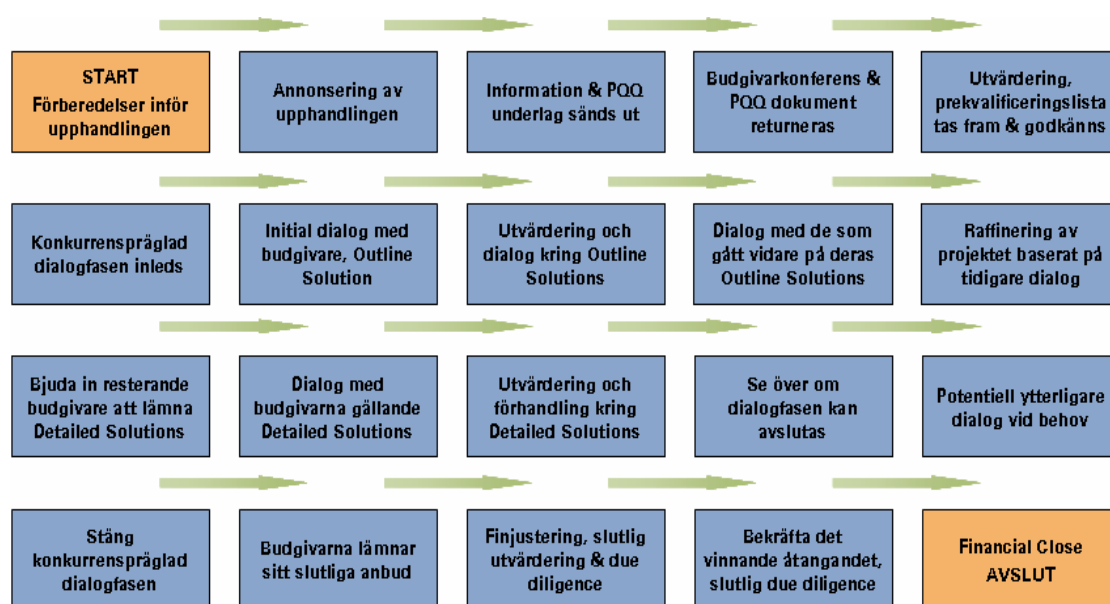 START
Förberedelser inför
upphandlingen
Annonsering av
upphandlingen
Information & PQQ
underlag sänds ut
Budgivarkonferens &
PQQ dokument
returneras
Utvärdering,
prekvalificeringslista
tas fram & godkänns
Konkurrenspräglad
dialogfasen inleds
Initial dialog med
budgivare, Outline
Solution
Utvärdering och
dialog kring Outline
Solutions
Dialog med de som
gått vidare på deras
Outline Solutions
Raffinering av
projektet baserat på
tidigare dialog
Bjuda in resterande
budgivare att lämna
Detailed Solutions
Dialog med
budgivarna gällande
Detailed Solutions
Utvärdering och
förhandling kring
Detailed Solutions
Se över om
dialogfasen kan
avslutas
Potentiell ytterligare
dialog vid behov
Stäng
konkurrenspräglad
dialogfasen
Budgivarna lämnar
sitt slutliga anbud
Finjustering, slutlig
utvärdering & due
diligence
Bekräfta det
vinnande åtangandet,
slutlig due diligence
Financial Close
AVSLUT